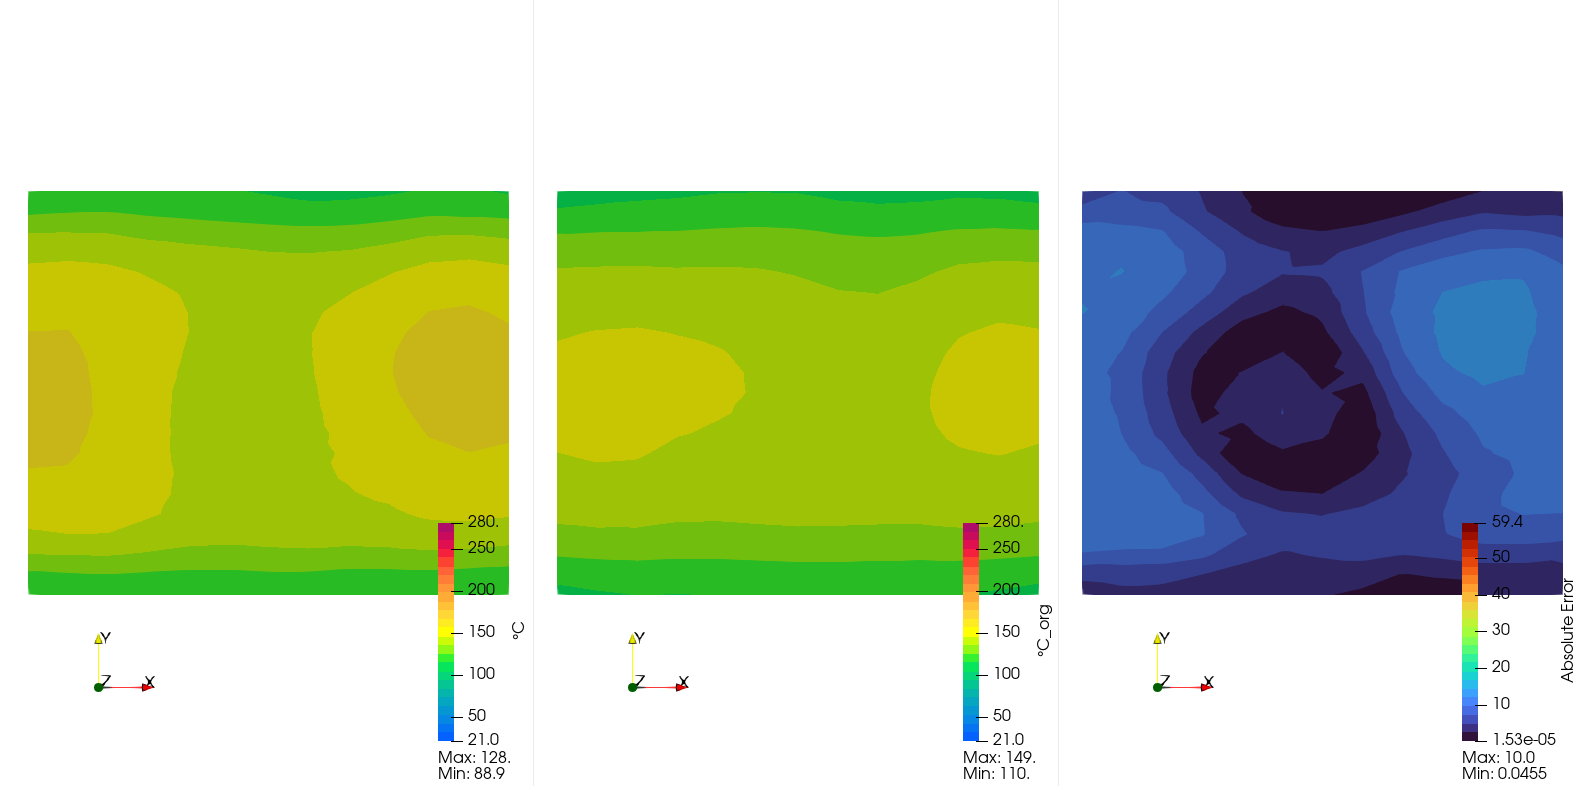 280.
250
200
150
100
50
21.0
°C
Max: 128.
Min: 88.9
Y
Z
X
280.
250
200
150
100
50
21.0
°C_org
Max: 149.
Min: 110.
Y
Z
X
59.4
50
40
30
20
10
1.53e-05
Absolute Error
Max: 10.0
Min: 0.0455
Y
Z
X